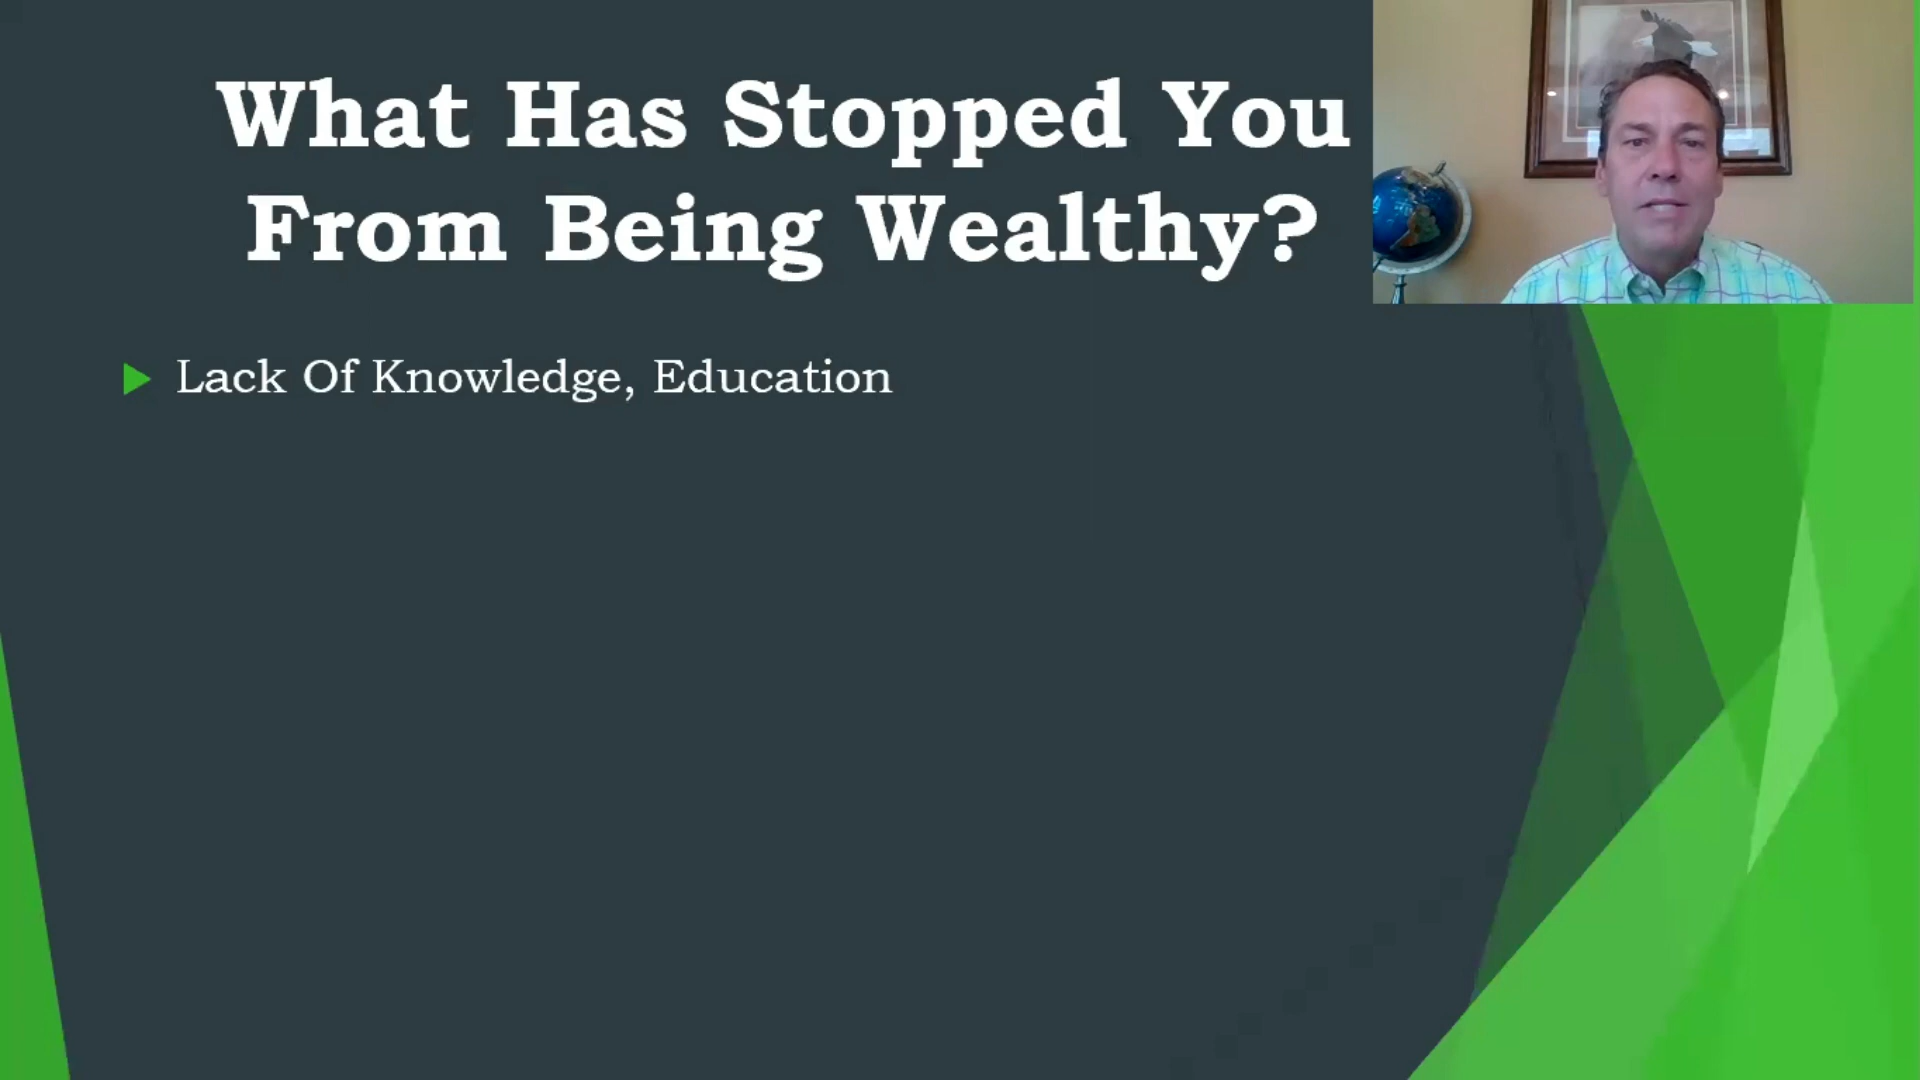 What Has Stopped You
From Being Wealthy?
Lack Of Knowledge, Education